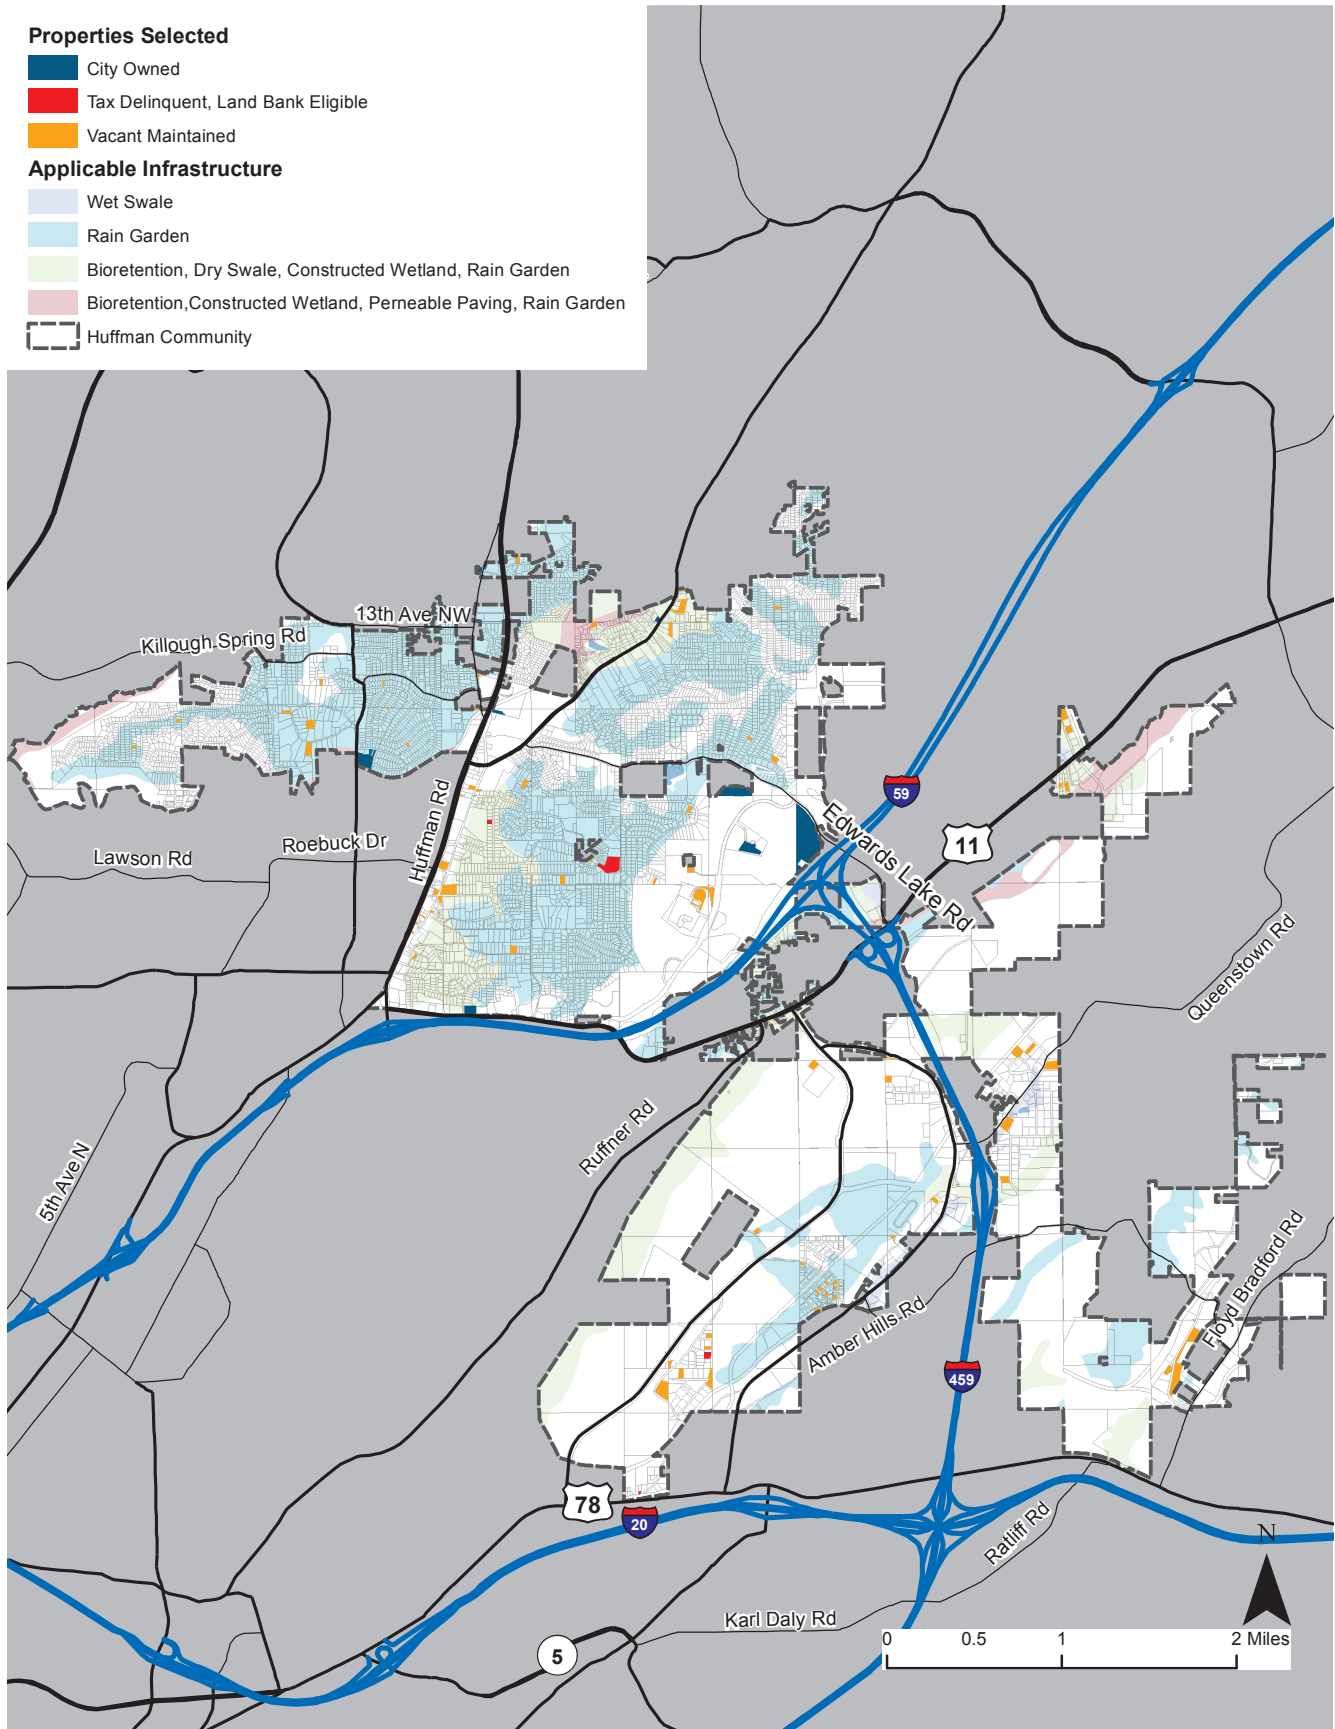 Properties Selected
City Owned
Tax Delinquent, Land Bank Eligible
Vacant Maintained
Applicable Infrastructure
Wet Swale
Rain Garden
Bioretention, Dry Swale, Constructed Wetland, Rain Garden
Bioretention,Constructed Wetland, Perneable Paving, Rain Garden
Huffman Community
13th Ave NW
Killough Spring Rd
59
Edwards Lake Rd
11
Huffman Rd
Roebuck Dr
Lawson Rd
Queenstown Rd
Ruffner Rd
5th Ave N
Floyd Bradford Rd
Amber Hills Rd
459
78
20
Ratliff Rd
N
Karl Daly Rd
5
0 0.5 1 2 Miles